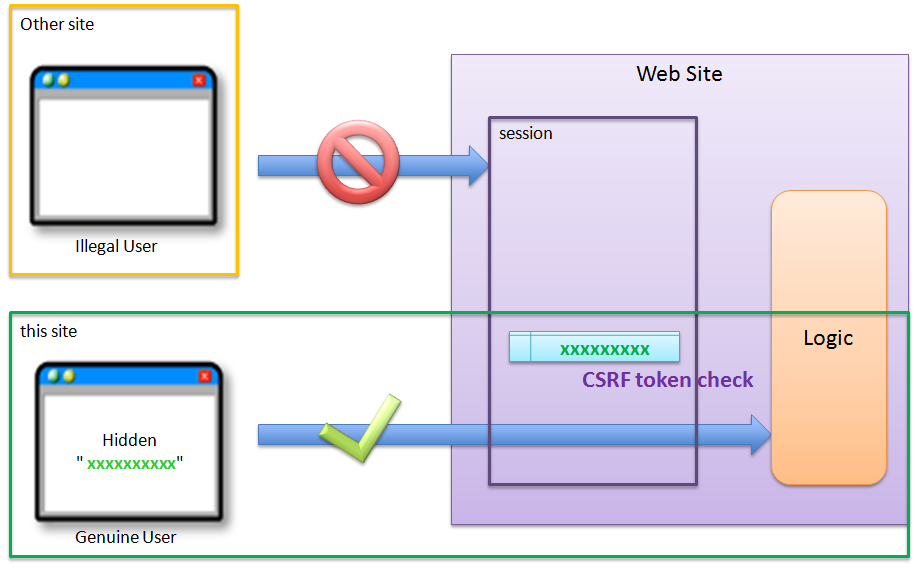 Other site
Illegal User
Web Site
session
this site
Hidden
" xxxxxxxxxx"
Genuine User
xxxxxxxxx
CSRF token check
Logic